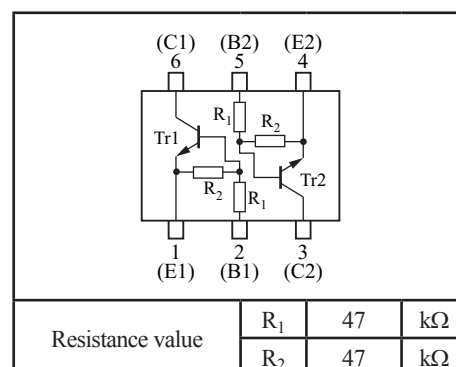 (C1) (B2) (E2)
6 5 4
R1
R2
Tr1
Tr2
R2
R1
1 2 3
(E1) (B1) (C2)
Resistance value R1 47 kΩ
R2 47 kΩ